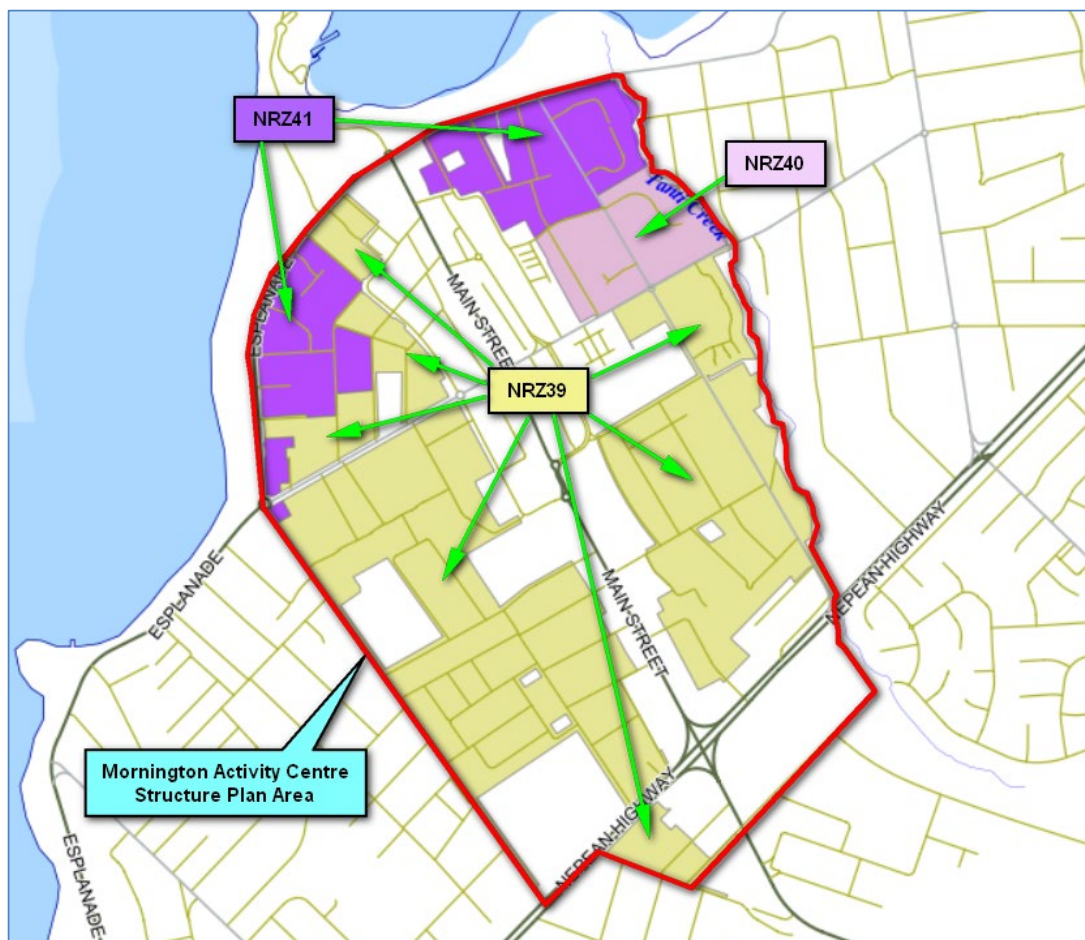 NRZ41
NRZ40
Tanti Creek
ESPLANADE
MAIN-STREET
NRZ39
NEPEAN-HIGHWAY
ESPLANADE
MAIN-STREET
Mornington Activity Centre
Structure Plan Area
NEPEAN-HIGHWAY
ESPLANADE